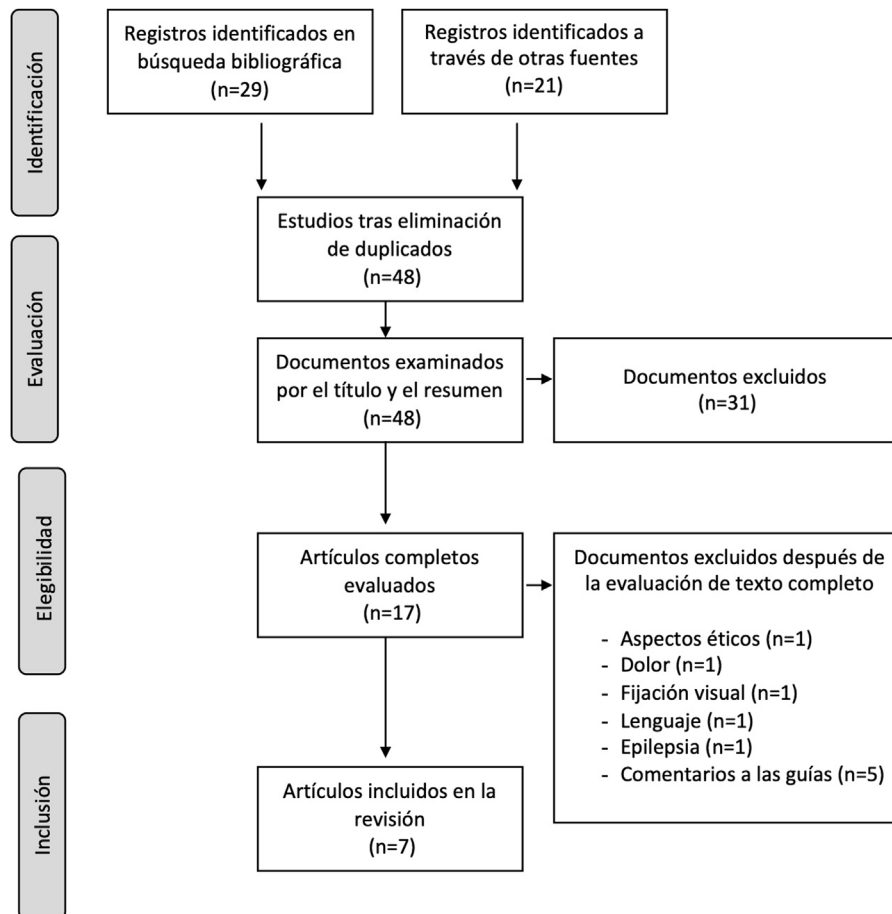 Identificación
Registros identificados en
búsqueda bibliográfica
(n=29)
Registros identificados a
través de otras fuentes
(n=21)
Estudios tras eliminación
de duplicados
(n=48)
Evaluación
Documentos examinados
por el título y el resumen
(n=48)
Documentos excluidos
(n=31)
Elegibilidad
Artículos completos
evaluados
(n=17)
Documentos excluidos después de
la evaluación de texto completo
- Aspectos éticos (n=1)
- Dolor (n=1)
- Fijación visual (n=1)
- Lenguaje (n=1)
- Epilepsia (n=1)
- Comentarios a las guías (n=5)
Inclusión
Artículos incluidos en la
revisión
(n=7)